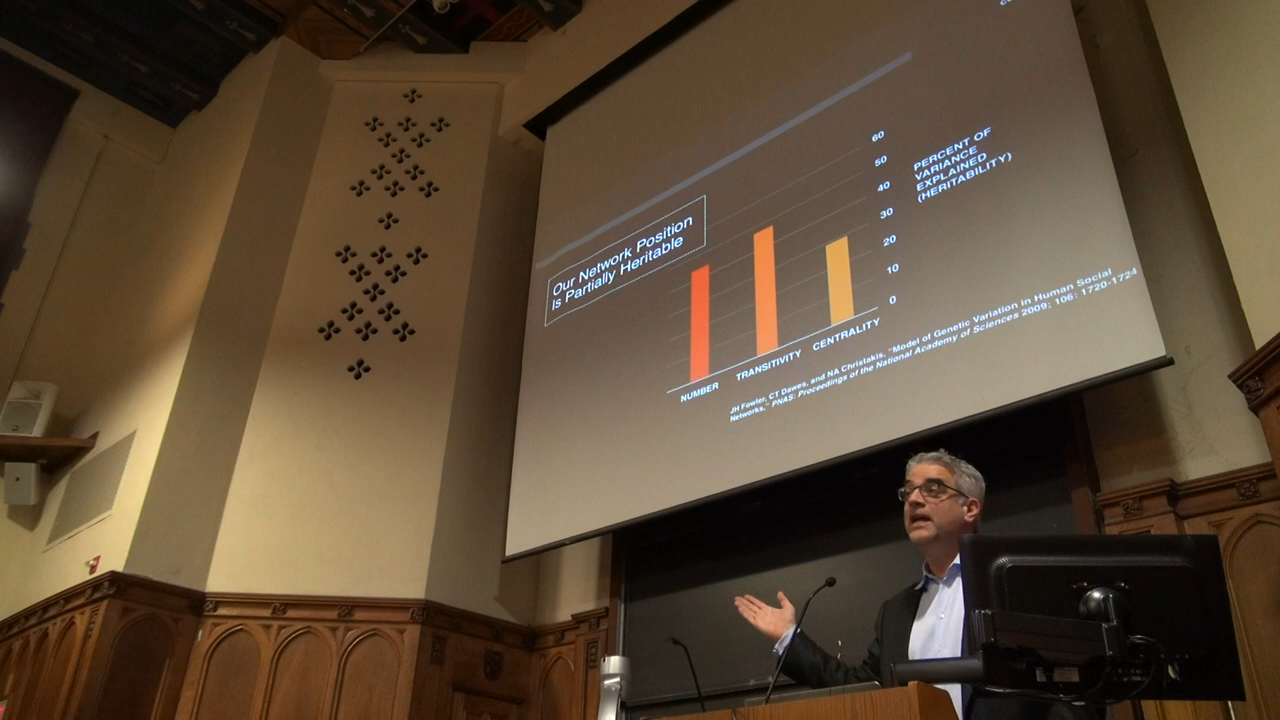 Our Network Position
is Partially Heritable
60
50
40
30
20
10
0
PERCENT OF
VARIANCE
EXPLAINED
(HERITABILITY)
NUMBER
TRANSITIVITY
CENTRALITY
JH Fowler, CT Dawes, and NA Christakis, "Model of Genetic Variation in Human Social
Networks," PNAS: Proceedings of the National Academy of Sciences 2009; 106: 1720-1724